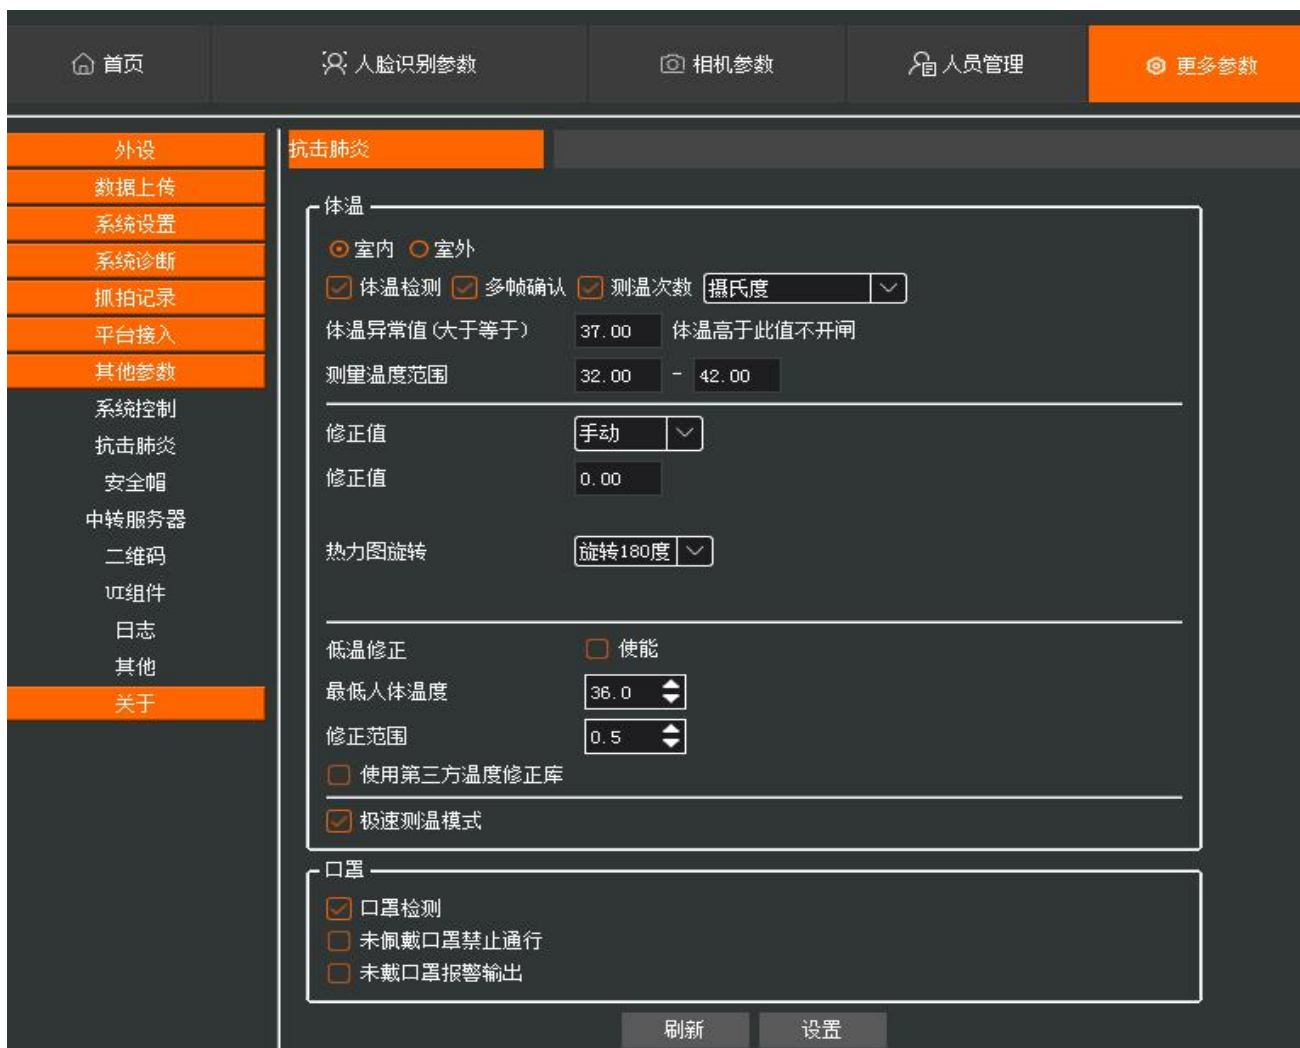 首页 人脸识别参数 相机参数 人员管理 更多参数
外设
数据上传
系统设置
系统诊断
抓拍记录
平台接入
其他参数
系统控制
抗击肺炎
安全帽
中转服务器
二维码
UI组件
日志
其他
关于
抗击肺炎
体温
室内 室外
体温检测 多帧确认 测温次数 摄氏度
体温异常值(大于等于) 37.00 体温高于此值不开闸
测量温度范围 32.00 - 42.00
修正值 手动
修正值 0.00
热力图旋转 旋转180度
低温修正 使能
最低人体温度 36.0
修正范围 0.5
使用第三方温度修正库
极速测温模式
口罩
口罩检测
未佩戴口罩禁止通行
未戴口罩报警输出
刷新 设置